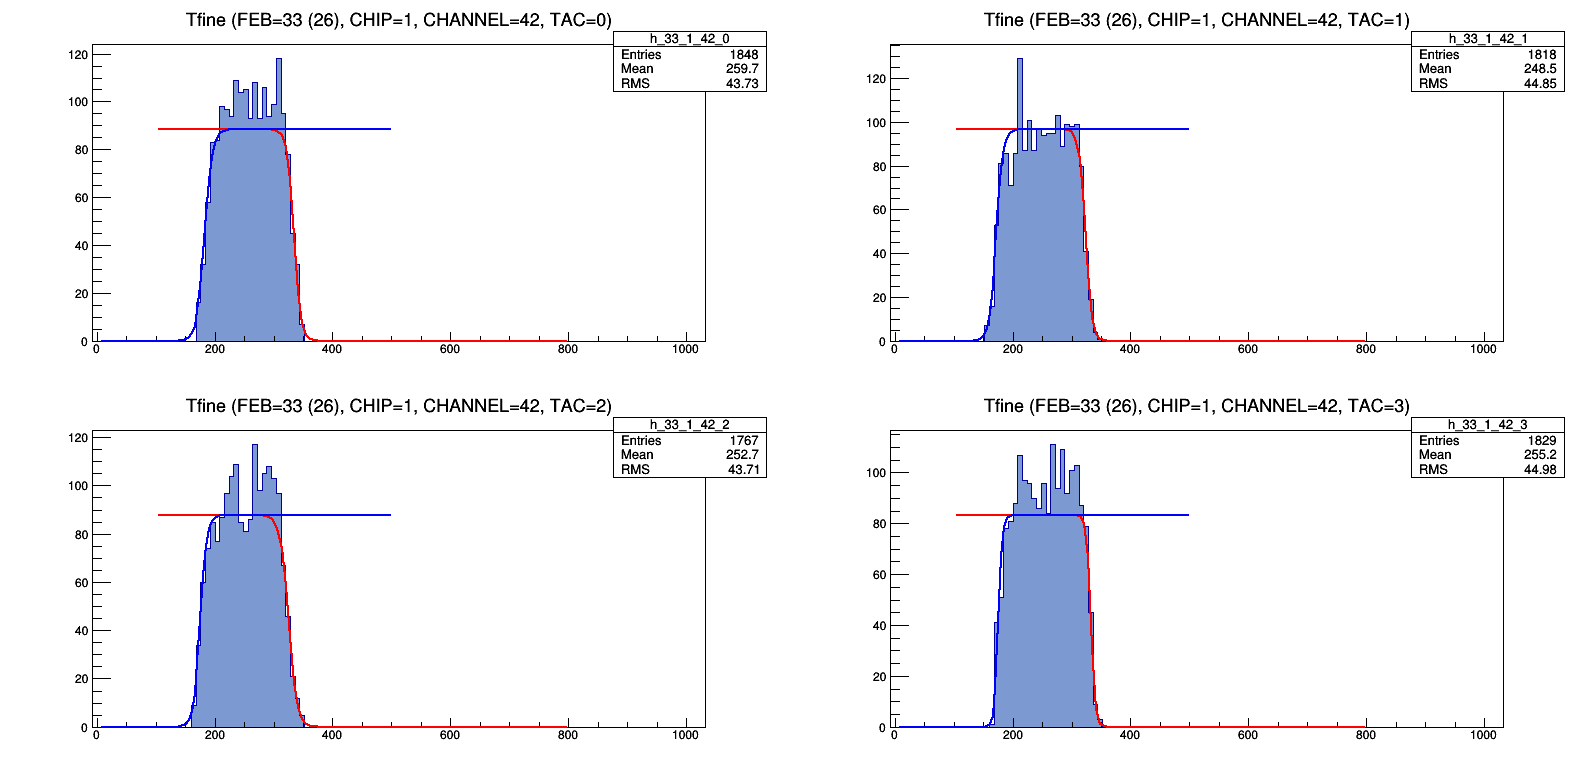 Tfine (FEB=33 (26), CHIP=1, CHANNEL=42, TAC=0)
h_33_1_42_0
Entries 1848
Mean 259.7
RMS 43.73
120
100
80
60
40
20
0
0 200 400 600 800 1000
Tfine (FEB=33 (26), CHIP=1, CHANNEL=42, TAC=1)
h_33_1_42_1
Entries 1818
Mean 248.5
RMS 44.85
120
100
80
60
40
20
0
0 200 400 600 800 1000
Tfine (FEB=33 (26), CHIP=1, CHANNEL=42, TAC=2)
h_33_1_42_2
Entries 1767
Mean 252.7
RMS 43.71
120
100
80
60
40
20
0
0 200 400 600 800 1000
Tfine (FEB=33 (26), CHIP=1, CHANNEL=42, TAC=3)
h_33_1_42_3
Entries 1829
Mean 255.2
RMS 44.98
100
80
60
40
20
0
0 200 400 600 800 1000